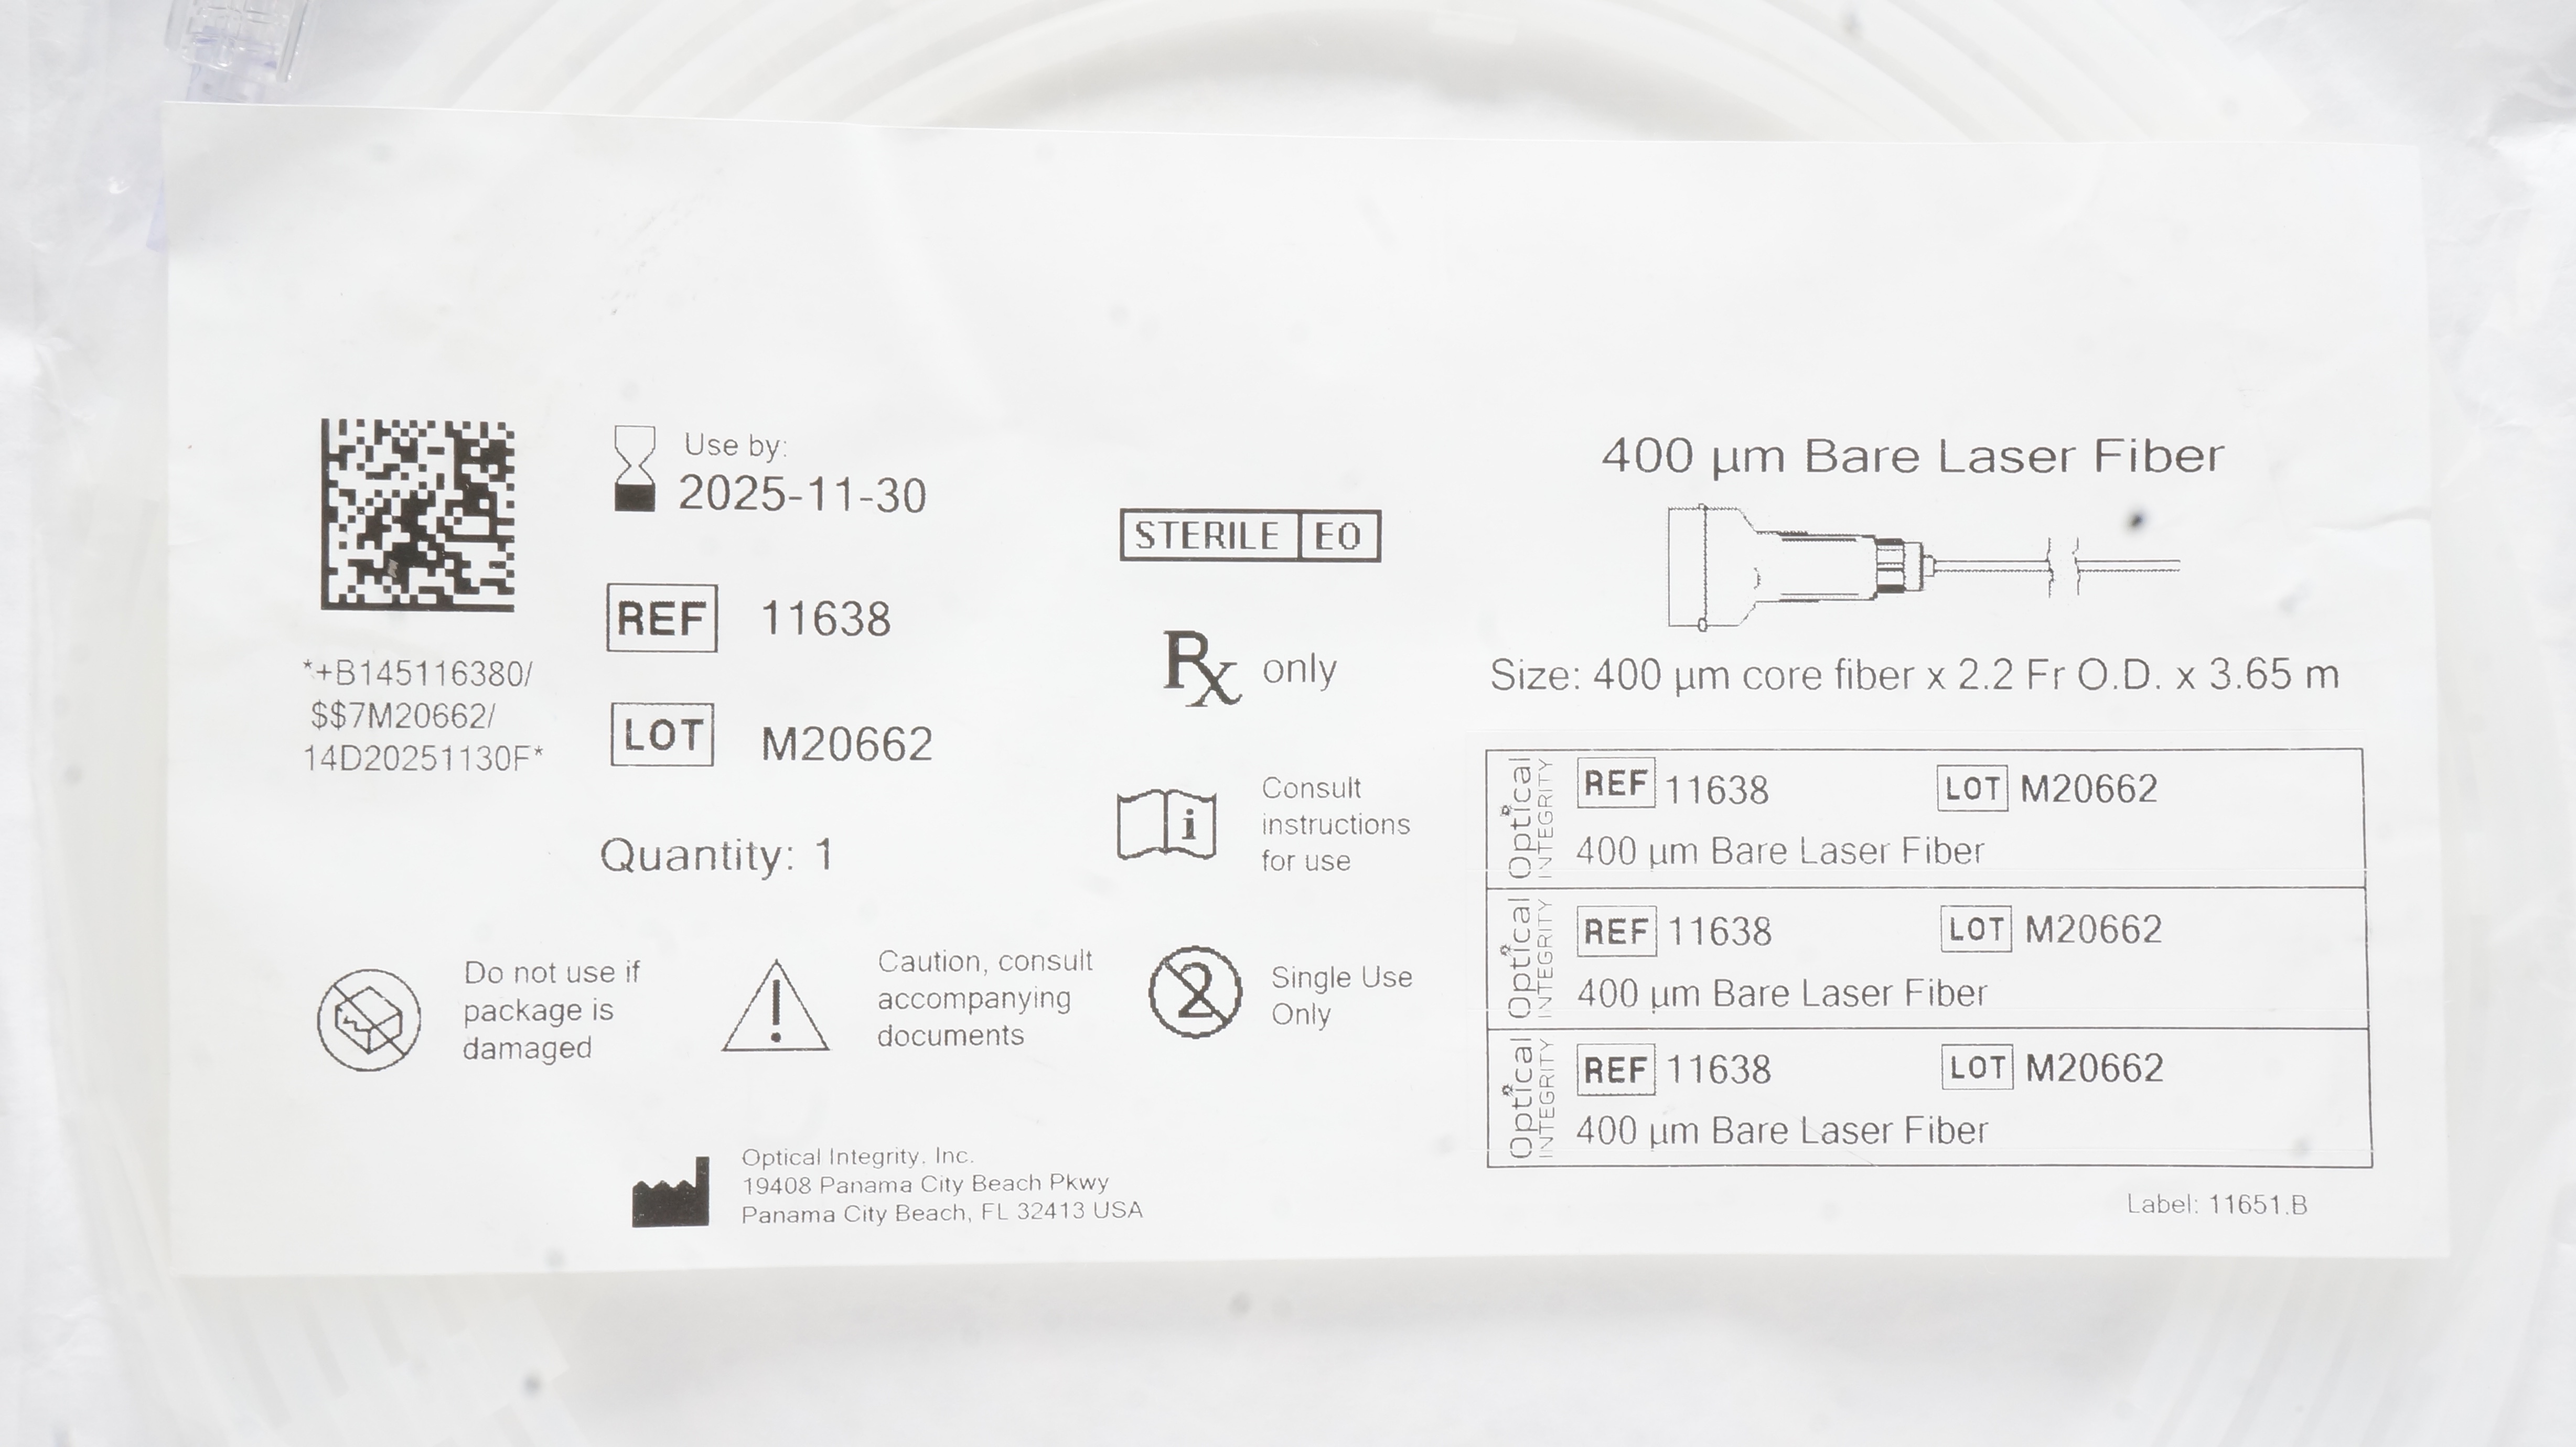 *+B145116380/
$$7M20662/
14D20251130F*
Use by:
2025-11-30
REF 11638
LOT M20662
Quantity: 1
STERILE EO
Rx only
Consult
instructions
for use
Do not use if
package is
damaged
Caution, consult
accompanying
documents
2
Single Use
Only
Optical Integrity, Inc.
19408 Panama City Beach Pkwy
Panama City Beach, FL 32413 USA
400 µm Bare Laser Fiber
Size: 400 µm core fiber x 2.2 Fr O.D. x 3.65 m
Optical
INTEGRITY
REF 11638 LOT M20662
400 µm Bare Laser Fiber
Optical
INTEGRITY
REF 11638 LOT M20662
400 µm Bare Laser Fiber
Optical
INTEGRITY
REF 11638 LOT M20662
400 µm Bare Laser Fiber
Label: 11651.B